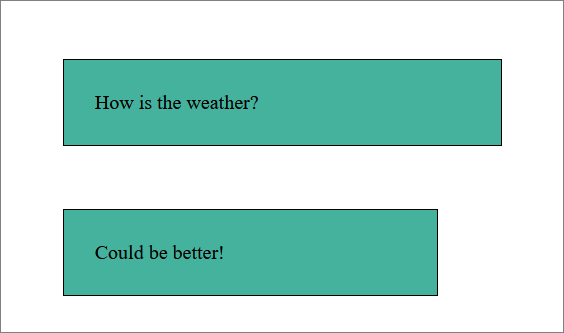 How is the weather?
Could be better!